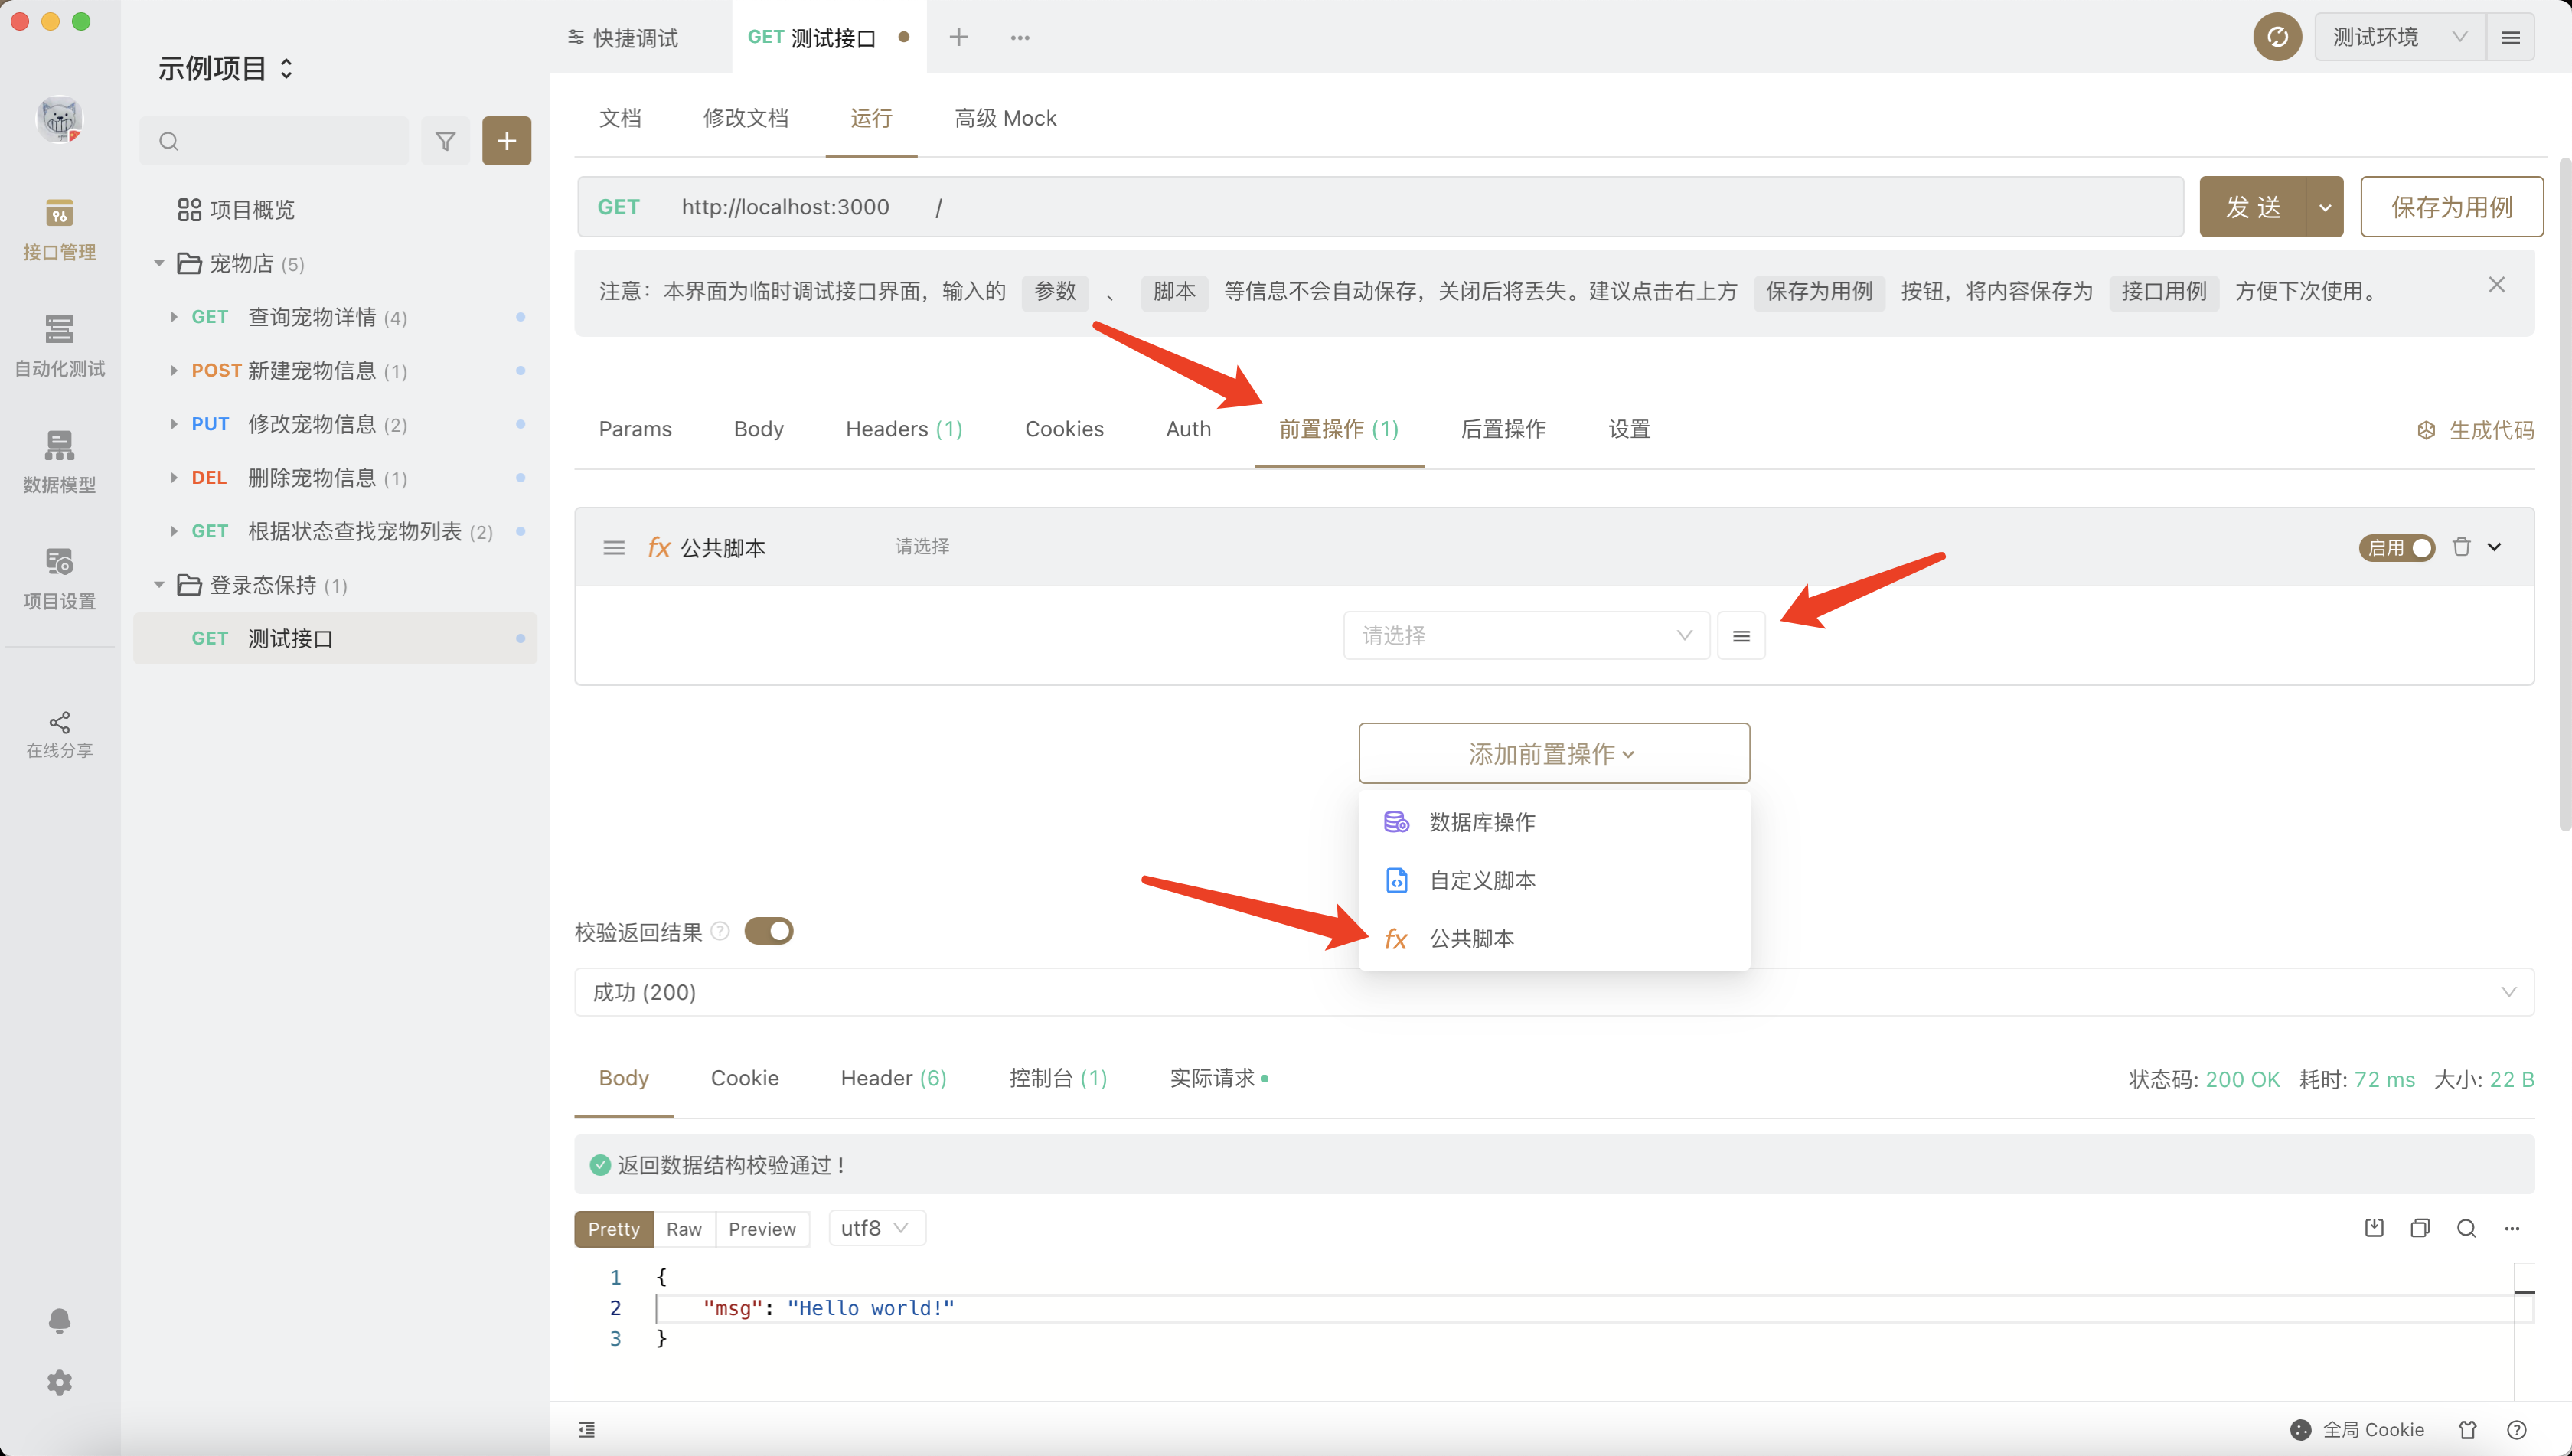 快捷调试
GET 测试接口
测试环境
示例项目
接口管理
自动化测试
数据模型
项目设置
在线分享
项目概览
宠物店 (5)
GET 查询宠物详情 (4)
POST 新建宠物信息 (1)
PUT 修改宠物信息 (2)
DEL 删除宠物信息 (1)
GET 根据状态查找宠物列表 (2)
登录态保持 (1)
GET 测试接口
文档 修改文档 运行 高级 Mock
GET http://localhost:3000 /
发 送
保存为用例
注意：本界面为临时调试接口界面，输入的 参数 、 脚本 等信息不会自动保存，关闭后将丢失。建议点击右上方 保存为用例 按钮，将内容保存为 接口用例 方便下次使用。
Params Body Headers (1) Cookies Auth 前置操作 (1) 后置操作 设置
生成代码
fx 公共脚本 请选择
启用
请选择
添加前置操作
数据库操作
自定义脚本
fx 公共脚本
校验返回结果 ?
成功 (200)
Body Cookie Header (6) 控制台 (1) 实际请求
状态码: 200 OK 耗时: 72 ms 大小: 22 B
返回数据结构校验通过！
Pretty Raw Preview utf8
1 {
2 "msg": "Hello world!"
3 }
全局 Cookie